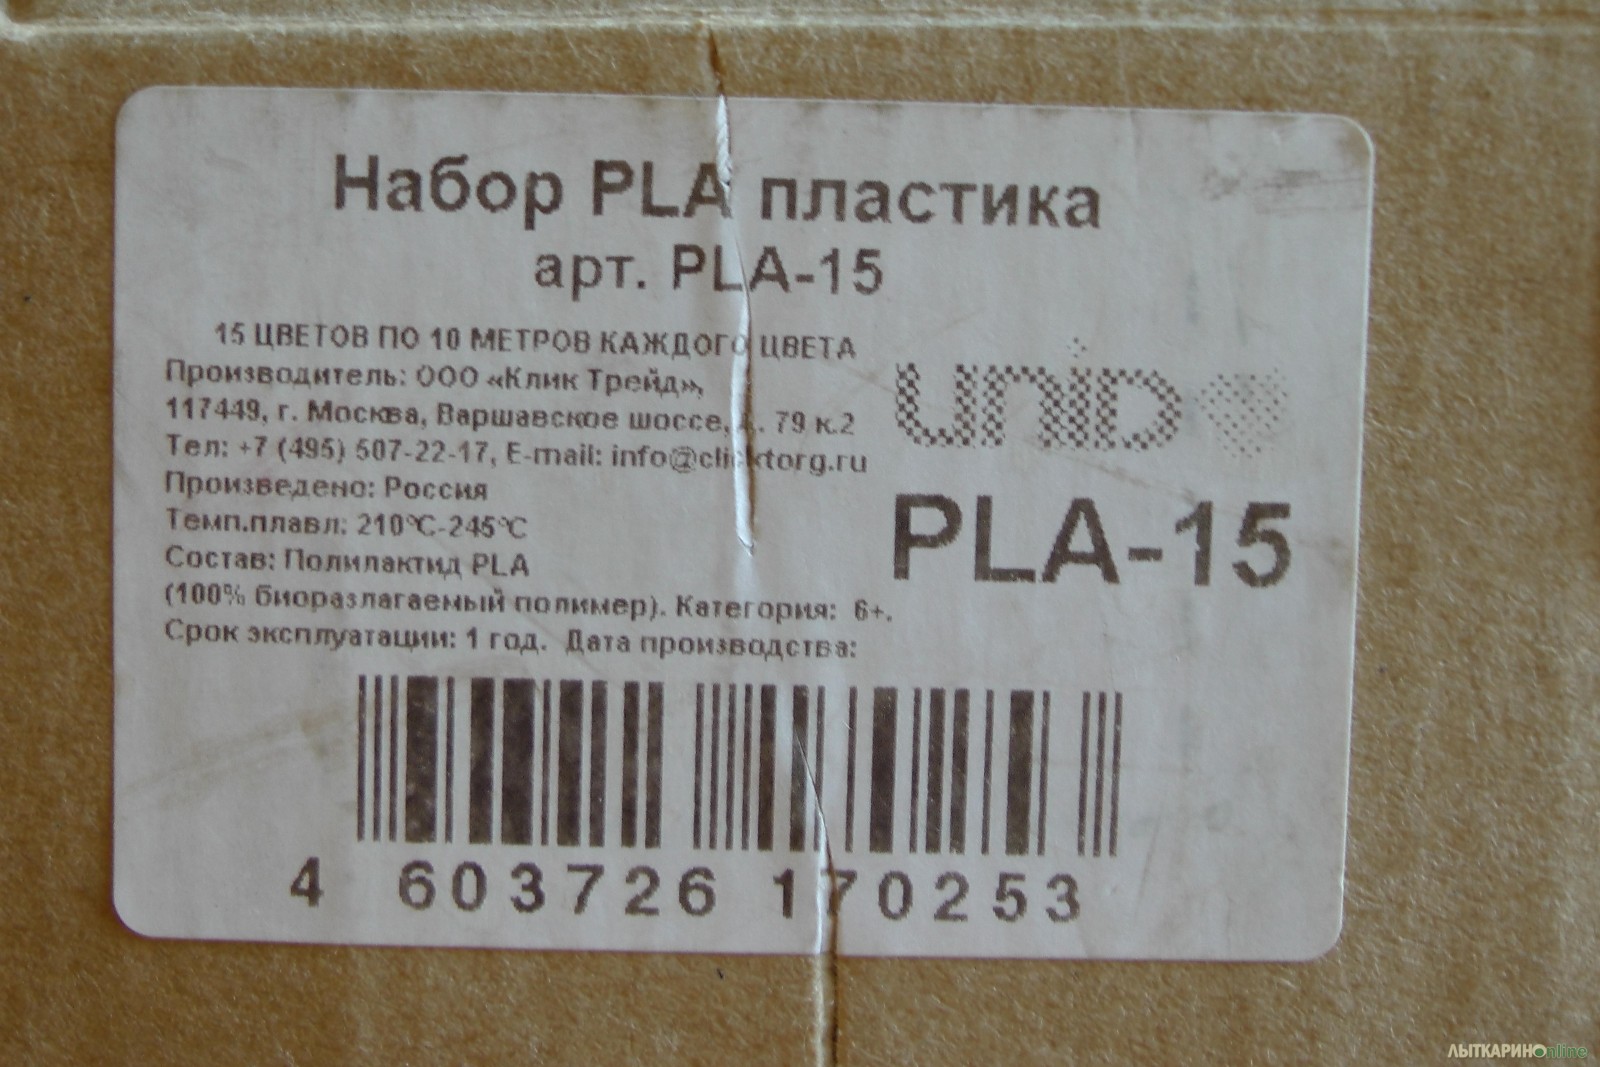 Набор PLA пластика
арт. PLA-15
15 ЦВЕТОВ ПО 10 МЕТРОВ КАЖДОГО ЦВЕТА
Производитель: ООО «Клик Трейд»,
117449, г. Москва, Варшавское шоссе, д. 79 к.2
Тел: +7 (495) 507-22-17, E-mail: info@clicktorg.ru
Произведено: Россия
Темп.плавл: 210°C-245°C
Состав: Полилактид PLA
(100% биоразлагаемый полимер). Категория: 6+.
Срок эксплуатации: 1 год. Дата производства:
UNID
PLA-15
4 603726 170253
ЛЫТКАРИНОonline